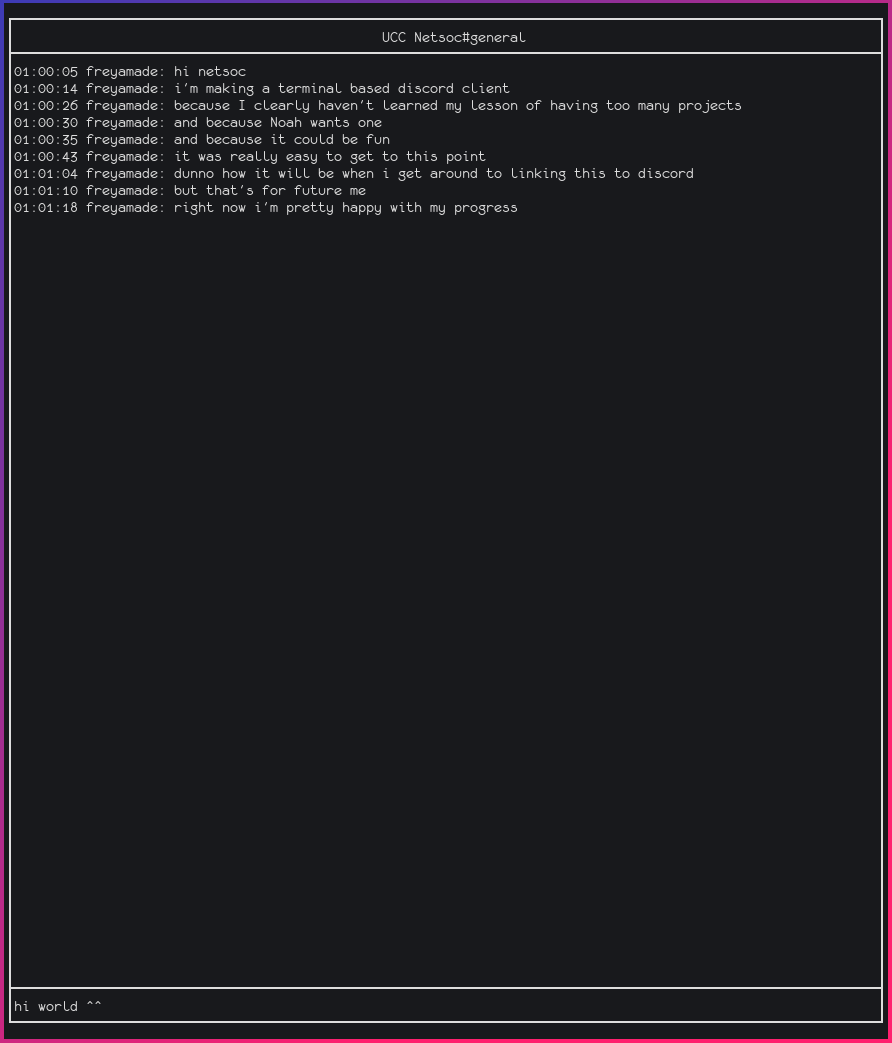 UCC Netsoc#general
01:00:05 freyamade: hi netsoc
01:00:14 freyamade: i'm making a terminal based discord client
01:00:26 freyamade: because I clearly haven't learned my lesson of having too many projects
01:00:30 freyamade: and because Noah wants one
01:00:35 freyamade: and because it could be fun
01:00:43 freyamade: it was really easy to get to this point
01:01:04 freyamade: dunno how it will be when i get around to linking this to discord
01:01:10 freyamade: but that's for future me
01:01:18 freyamade: right now i'm pretty happy with my progress
hi world ^^